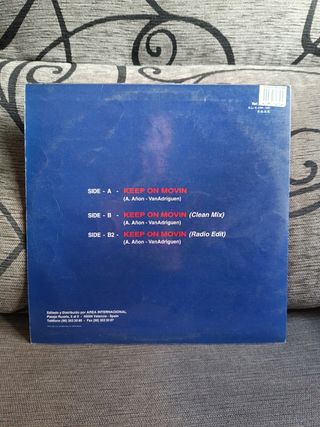 SIDE - A - KEEP ON MOVIN
(A. Añon - VanAdriguen)
SIDE - B - KEEP ON MOVIN (Clean Mix)
(A. Añon - VanAdriguen)
SIDE - B2 - KEEP ON MOVIN (Radio Edit)
(A. Añon - VanAdriguen)
Editado y Distribuido por AREA INTERNACIONAL
Valencia - Spain